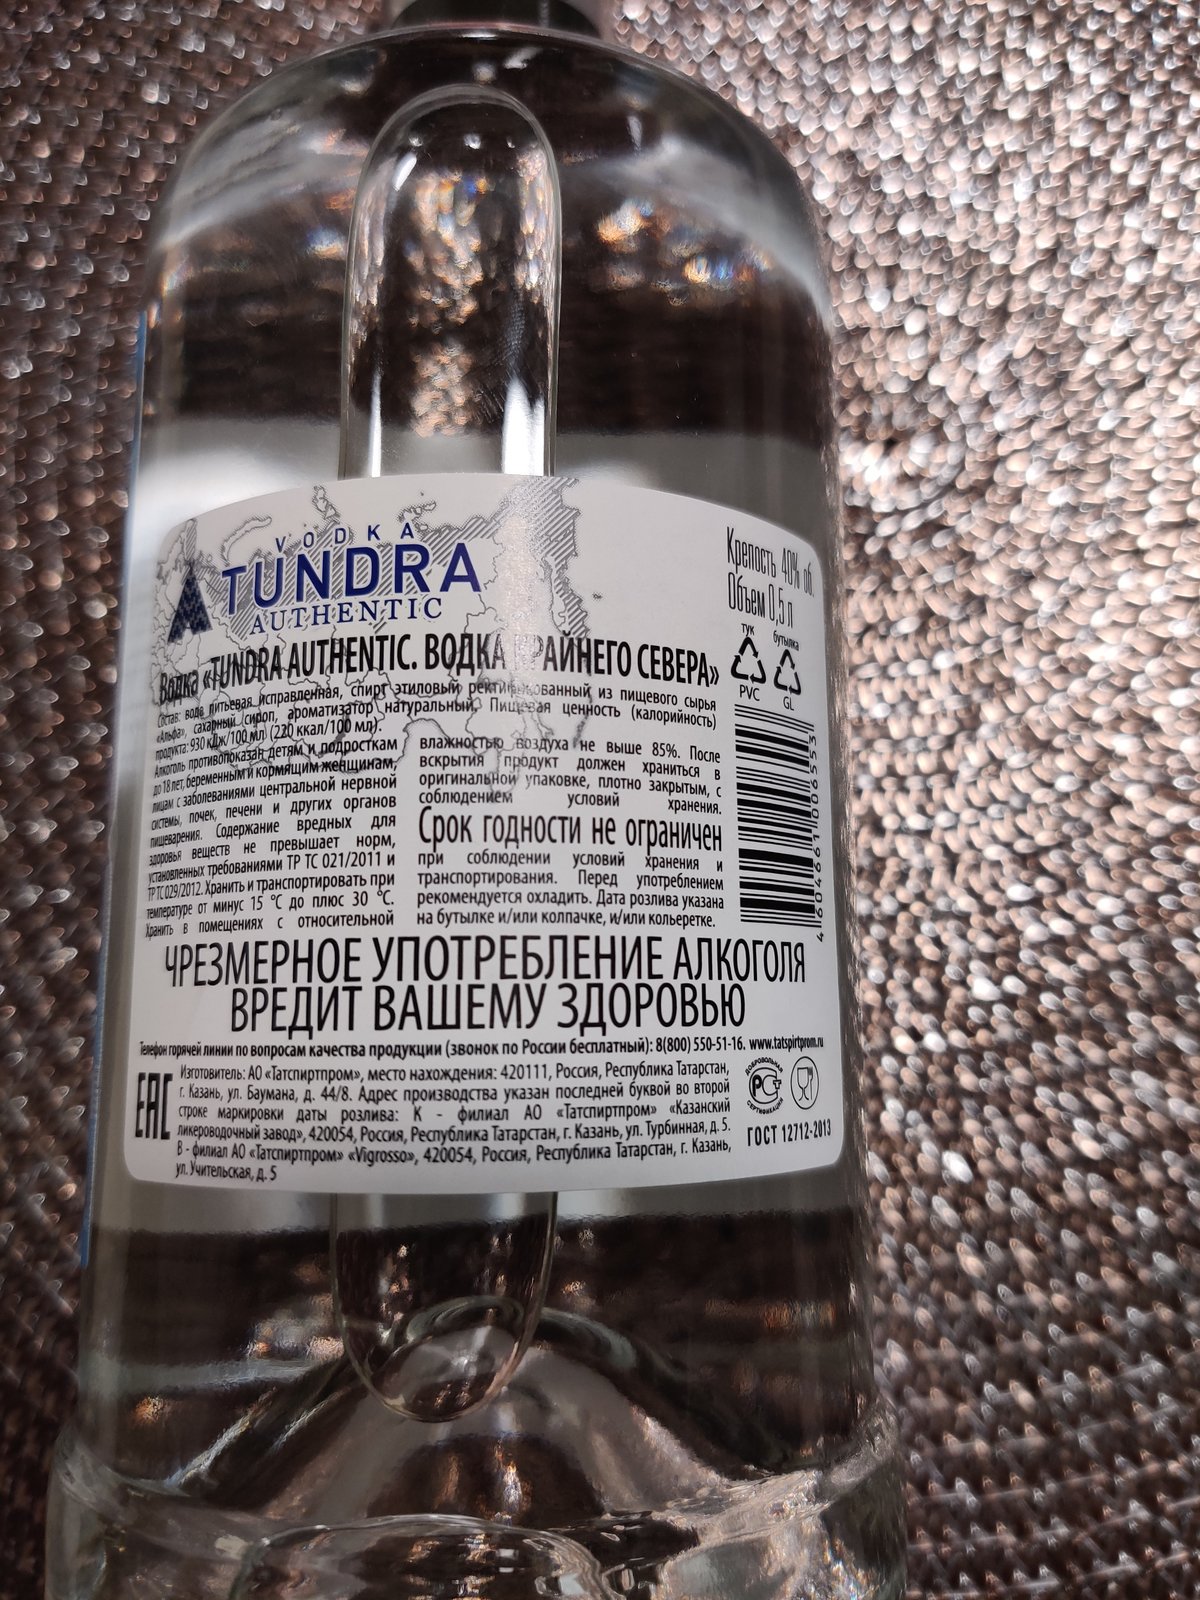 VODKA
TUNDRA
AUTHENTIC
Водка «TUNDRA AUTHENTIC. ВОДКА КРАЙНЕГО СЕВЕРА»
Состав: вода питьевая исправленная, спирт этиловый ректификованный из пищевого сырья
«Альфа», сахарный сироп, ароматизатор натуральный. Пищевая ценность (калорийность)
продукта: 930 кДж/100 мл (220 ккал/100 мл).
Алкоголь противопоказан детям и подросткам
до 18 лет, беременным и кормящим женщинам,
лицам с заболеваниями центральной нервной
системы, почек, печени и других органов
пищеварения. Содержание вредных для
здоровья веществ не превышает норм,
установленных требованиями ТР ТС 021/2011 и
ТР ТС 029/2012. Хранить и транспортировать при
температуре от минус 15 °C до плюс 30 °C.
Хранить в помещениях с относительной
влажностью воздуха не выше 85%. После
вскрытия продукт должен храниться в
оригинальной упаковке, плотно закрытым, с
соблюдением условий хранения.
Срок годности не ограничен
при соблюдении условий хранения и
транспортирования. Перед употреблением
рекомендуется охладить. Дата розлива указана
на бутылке и/или колпачке, и/или кольеретке.
Крепость 40% об.
Объем 0,5 л
тук бутылка
PVC GL
4 604661 006553
ЧРЕЗМЕРНОЕ УПОТРЕБЛЕНИЕ АЛКОГОЛЯ
ВРЕДИТ ВАШЕМУ ЗДОРОВЬЮ
Телефон горячей линии по вопросам качества продукции (звонок по России бесплатный): 8(800) 550-51-16. www.tatspirtprom.ru
ЕАС
Изготовитель: АО «Татспиртпром», место нахождения: 420111, Россия, Республика Татарстан,
г. Казань, ул. Баумана, д. 44/8. Адрес производства указан последней буквой во второй
строке маркировки даты розлива: К - филиал АО «Татспиртпром» «Казанский
ликероводочный завод», 420054, Россия, Республика Татарстан, г. Казань, ул. Турбинная, д. 5.
В - филиал АО «Татспиртпром» «Vigrosso», 420054, Россия, Республика Татарстан, г. Казань,
ул. Учительская, д. 5
ДОБРОВОЛЬНАЯ
РСТ
СЕРТИФИКАЦИЯ
ГОСТ 12712-2013